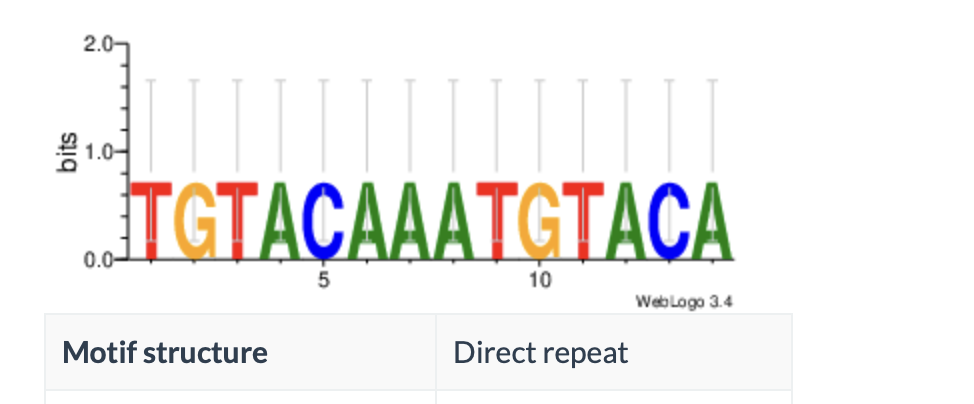 2.0
bits
1.0
TGTACAAATGTACA
0.0
5 10
WebLogo 3.4
Motif structure Direct repeat